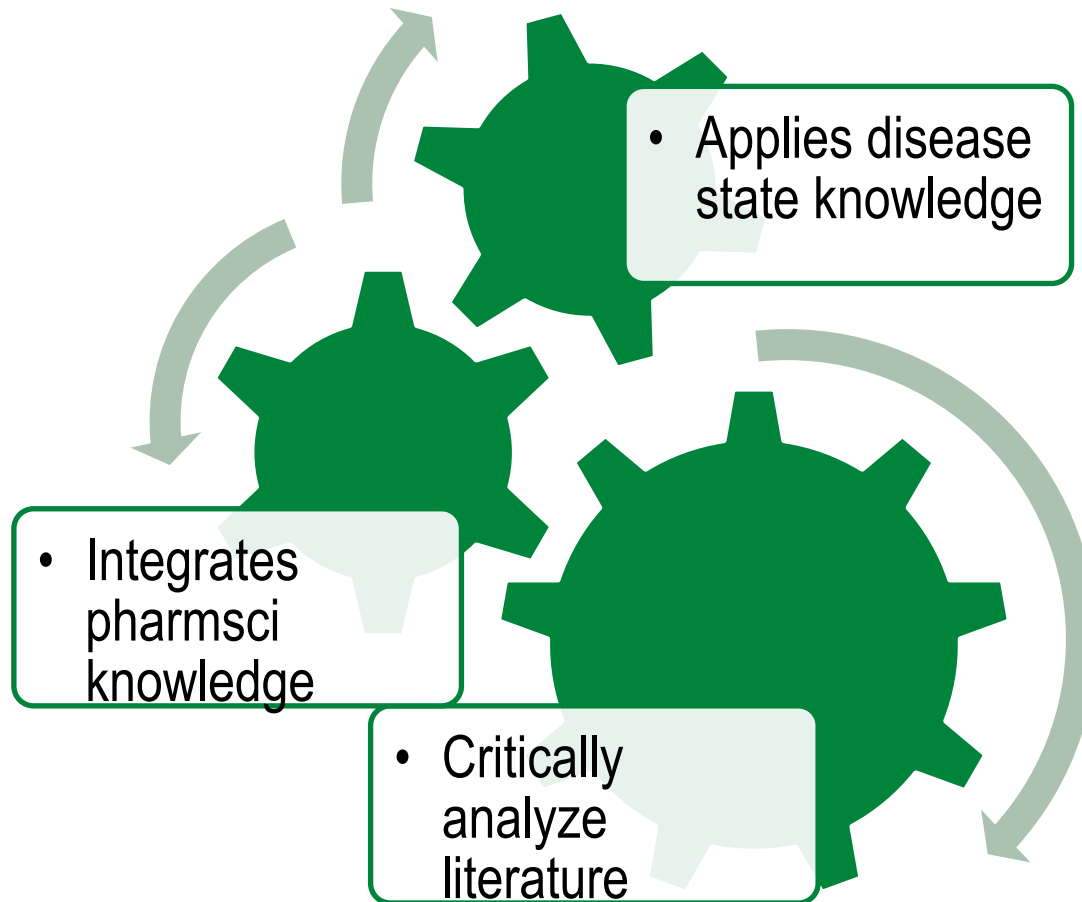 • Applies disease
state knowledge
• Integrates
pharmsci
knowledge
• Critically
analyze
literature